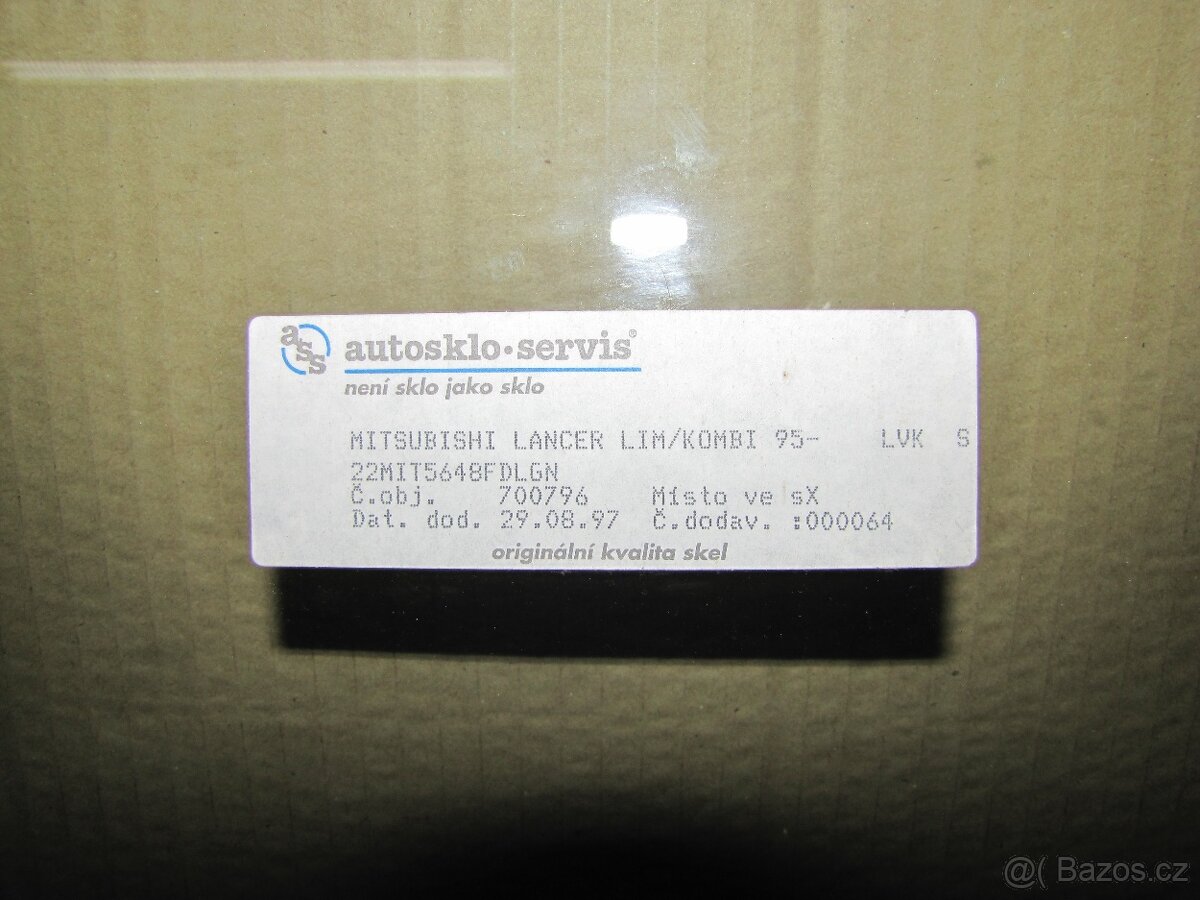 ass autosklo·servis®
není sklo jako sklo
MITSUBISHI LANCER LIM/KOMBI 95- LVK S
22MIT5648FDLGN
Č.obj. 700796 Místo ve sX
Dat. dod. 29.08.97 Č.dodav. :000064
originální kvalita skel
@( Bazos.cz